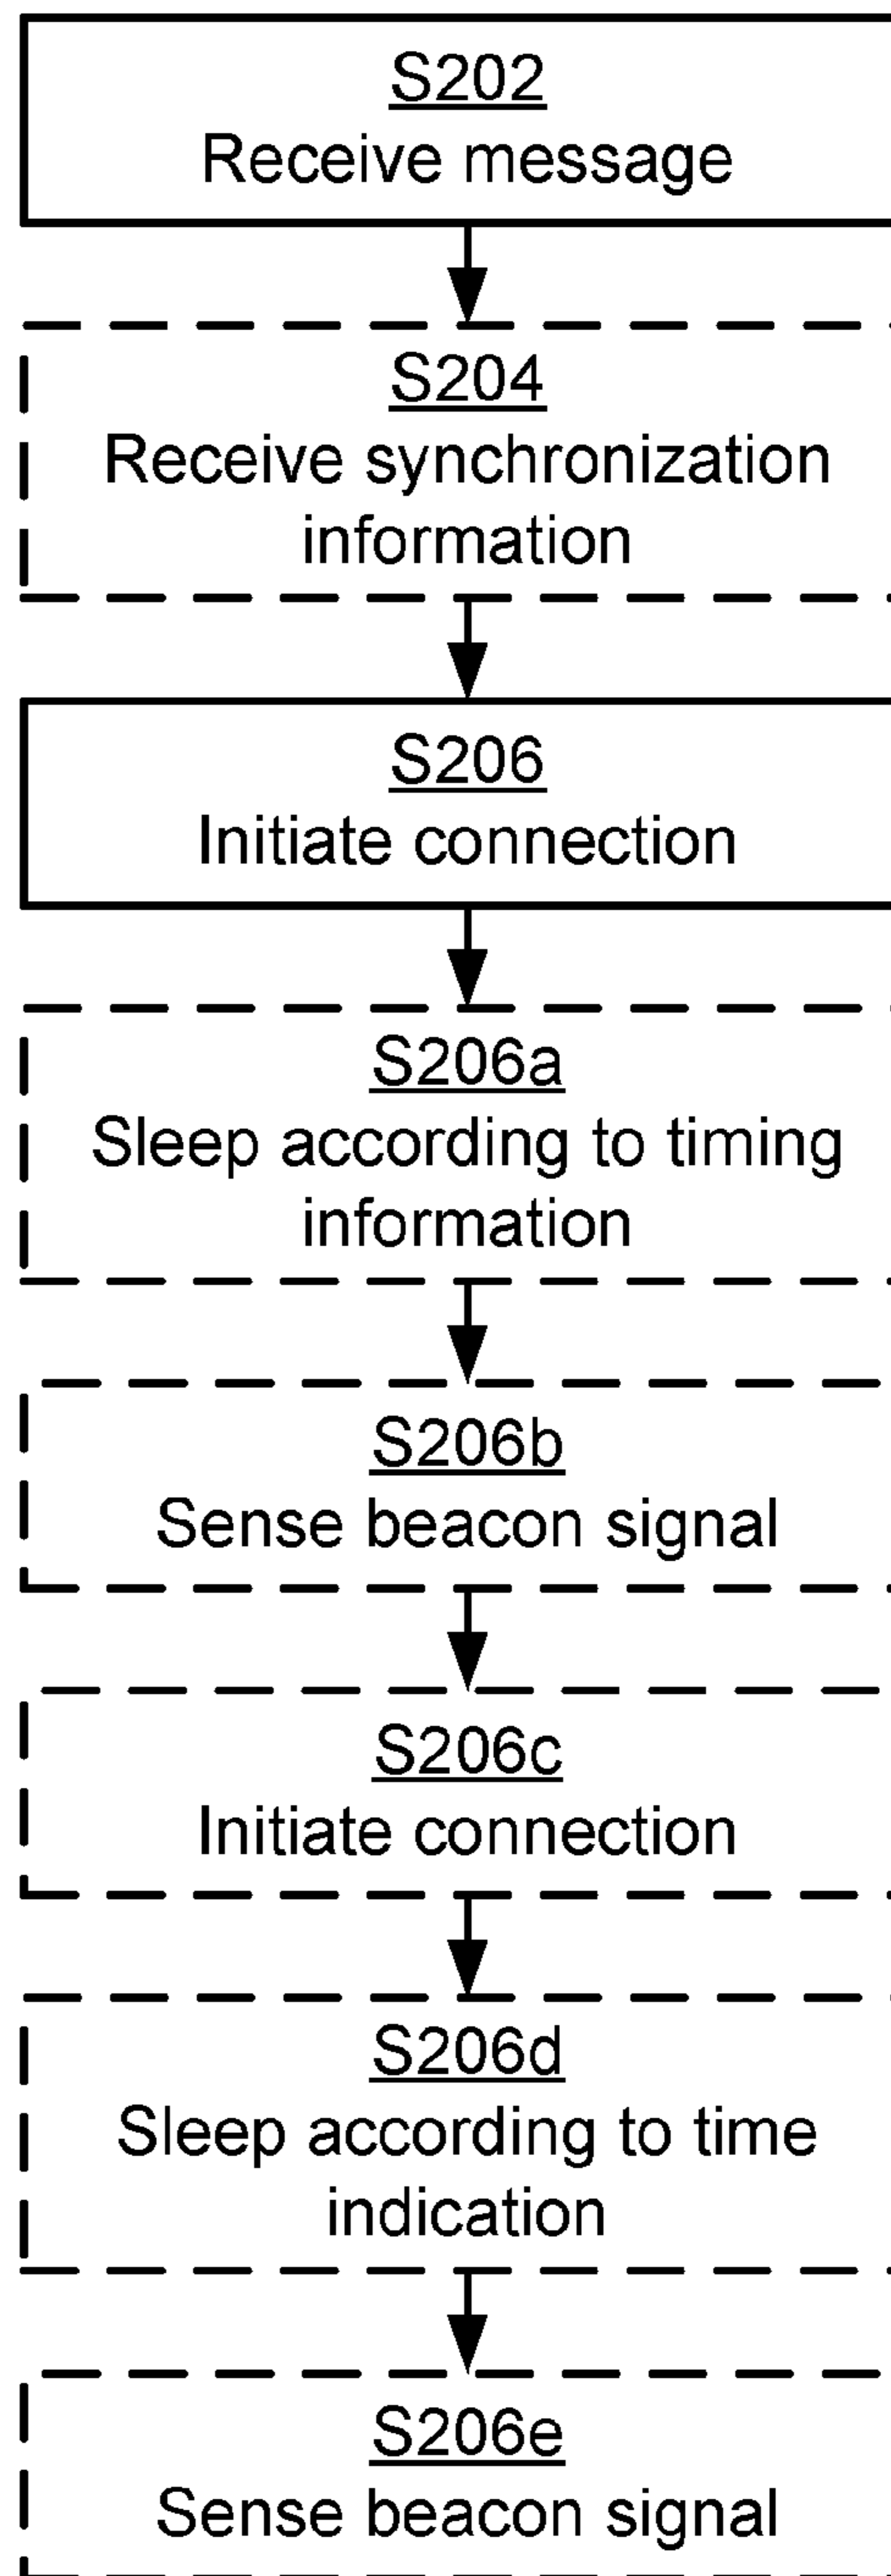 S202
Receive message
S204
Receive synchronization
information
S206
Initiate connection
S206a
Sleep according to timing
information
S206b
Sense beacon signal
S206c
Initiate connection
S206d
Sleep according to time
indication
S206e
Sense beacon signal